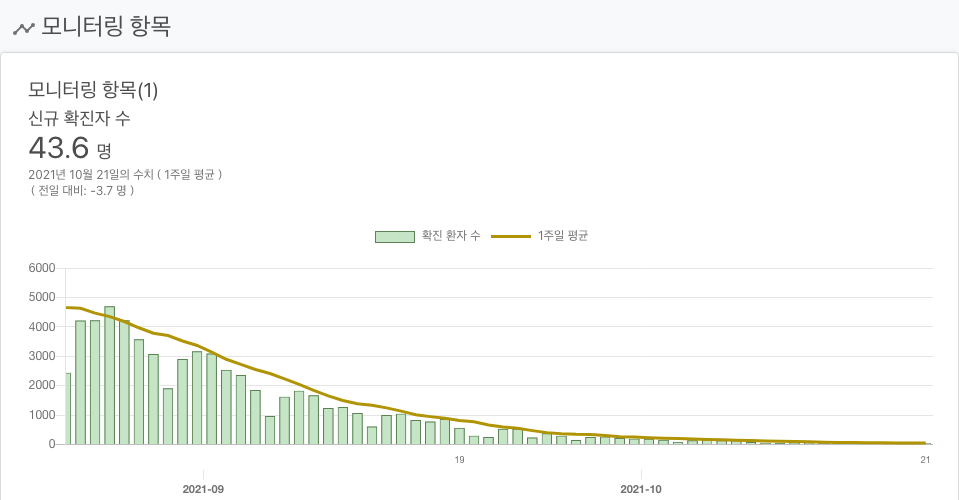 모니터링 항목
모니터링 항목(1)
신규 확진자 수
43.6 명
2021년 10월 21일의 수치 ( 1주일 평균 )
( 전일 대비: -3.7 명 )
확진 환자 수 1주일 평균
6000
5000
4000
3000
2000
1000
0
19 21
2021-09 2021-10